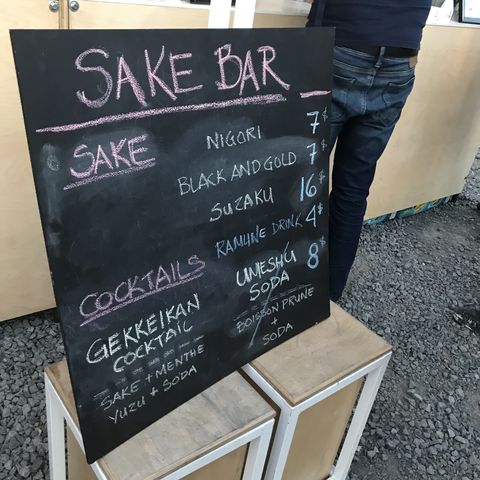 SAKE BAR
SAKE
NIGORI 7$
BLACK AND GOLD 7$
SUZAKU 16$
RAMUNE DRINK 4$
COCKTAILS
GEKKEIKAN
COCKTAIL
SAKE + MENTHE
YUZU + SODA
UMESHU 8$
SODA
BOISSON PRUNE
+
SODA